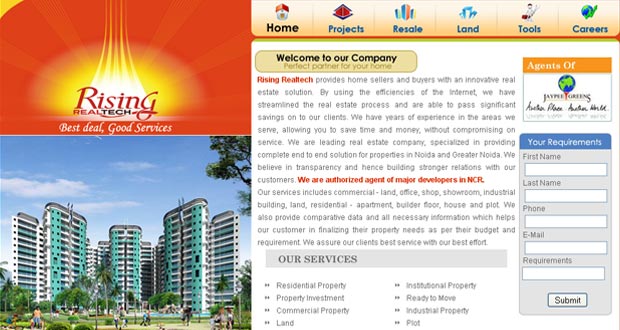 Home Projects Resale Land Tools Careers
Rising
REALTECH
Best deal, Good Services
Welcome to our Company
Perfect partner for your home
Rising Realtech provides home sellers and buyers with an innovative real
estate solution. By using the efficiencies of the Internet, we have
streamlined the real estate process and are able to pass significant
savings on to our clients. We have years of experience in the areas we
serve, allowing you to save time and money, without compromising on
service. We are leading real estate company, specialized in providing
complete end to end solution for properties in Noida and Greater Noida. We
believe in transparency and hence building stronger relations with our
customers. We are authorized agent of major developers in NCR.
Our services includes commercial - land, office, shop, showroom, industrial
building, land, residential - apartment, builder floor, house and plot. We
also provide comparative data and all necessary information which helps
our customer in finalizing their property needs as per their budget and
requirement. We assure our clients best service with our best effort.
OUR SERVICES
Residential Property
Property Investment
Commercial Property
Land
Institutional Property
Ready to Move
Industrial Property
Plot
Agents Of
JAYPEE GREENS
Another Place Another World.
Your Requirements
First Name
Last Name
Phone
E-Mail
Requirements
Submit